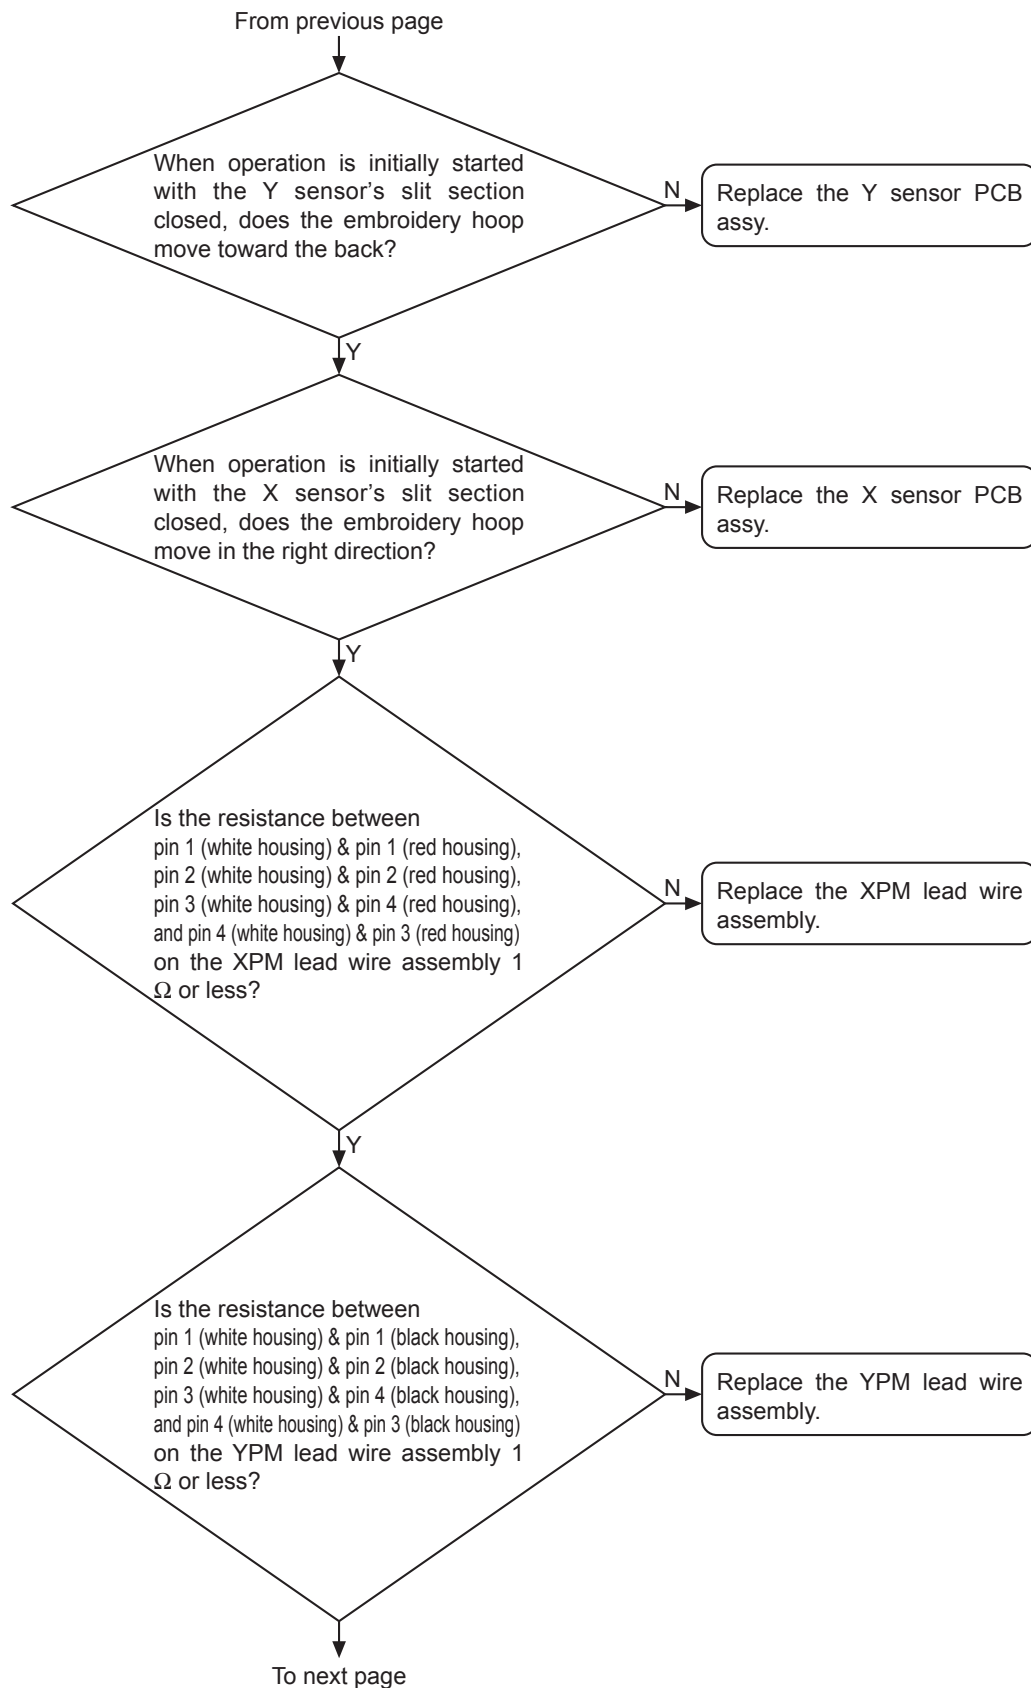 From previous page
When operation is initially started
with the Y sensor's slit section
closed, does the embroidery hoop
move toward the back?
N
Replace the Y sensor PCB
assy.
Y
When operation is initially started
with the X sensor's slit section
closed, does the embroidery hoop
move in the right direction?
N
Replace the X sensor PCB
assy.
Y
Is the resistance between
pin 1 (white housing) & pin 1 (red housing),
pin 2 (white housing) & pin 2 (red housing),
pin 3 (white housing) & pin 4 (red housing),
and pin 4 (white housing) & pin 3 (red housing)
on the XPM lead wire assembly 1
Ω or less?
N
Replace the XPM lead wire
assembly.
Y
Is the resistance between
pin 1 (white housing) & pin 1 (black housing),
pin 2 (white housing) & pin 2 (black housing),
pin 3 (white housing) & pin 4 (black housing),
and pin 4 (white housing) & pin 3 (black housing)
on the YPM lead wire assembly 1
Ω or less?
N
Replace the YPM lead wire
assembly.
To next page